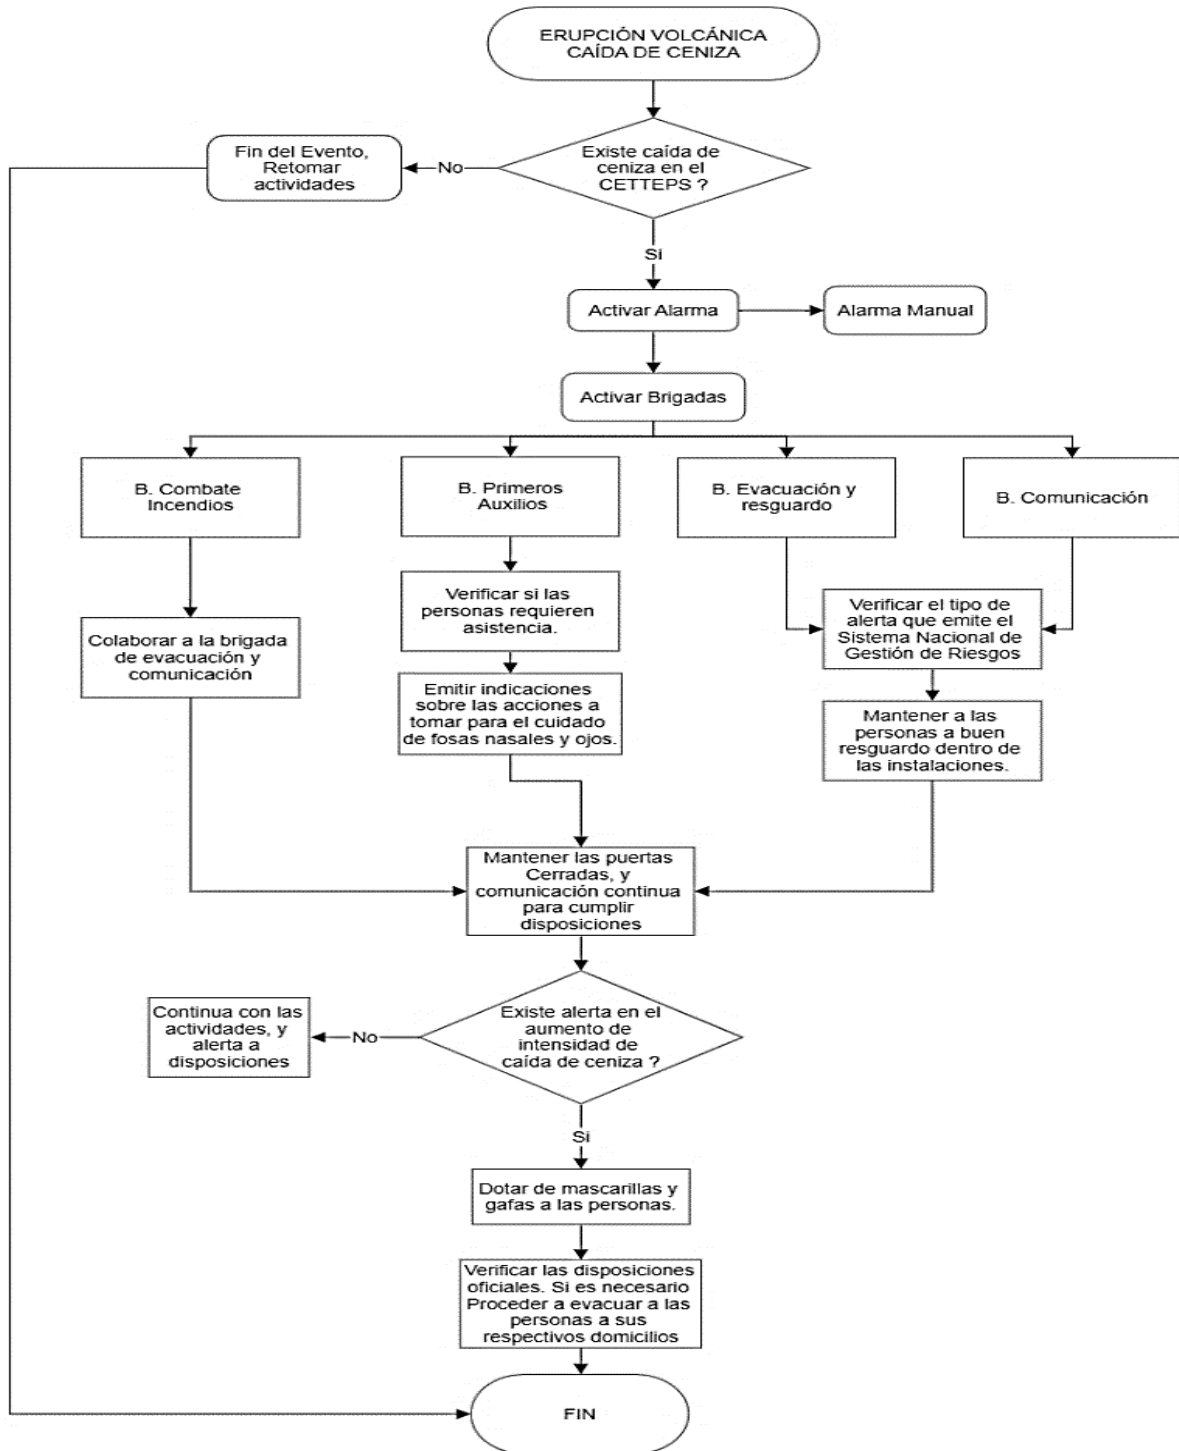 ERUPCIÓN VOLCÁNICA
CAÍDA DE CENIZA
Existe caída de
ceniza en el
CETTEPS ?
No
Fin del Evento,
Retomar
actividades
Si
Activar Alarma
Alarma Manual
Activar Brigadas
B. Combate
Incendios
B. Primeros
Auxilios
B. Evacuación y
resguardo
B. Comunicación
Colaborar a la brigada
de evacuación y
comunicación
Verificar si las
personas requieren
asistencia.
Emitir indicaciones
sobre las acciones a
tomar para el cuidado
de fosas nasales y ojos.
Verificar el tipo de
alerta que emite el
Sistema Nacional de
Gestión de Riesgos
Mantener a las
personas a buen
resguardo dentro de
las instalaciones.
Mantener las puertas
Cerradas, y
comunicación continua
para cumplir
disposiciones
Existe alerta en el
aumento de
intensidad de
caída de ceniza ?
No
Continua con las
actividades, y
alerta a
disposiciones
Si
Dotar de mascarillas y
gafas a las personas.
Verificar las disposiciones
oficiales. Si es necesario
Proceder a evacuar a las
personas a sus
respectivos domicilios
FIN